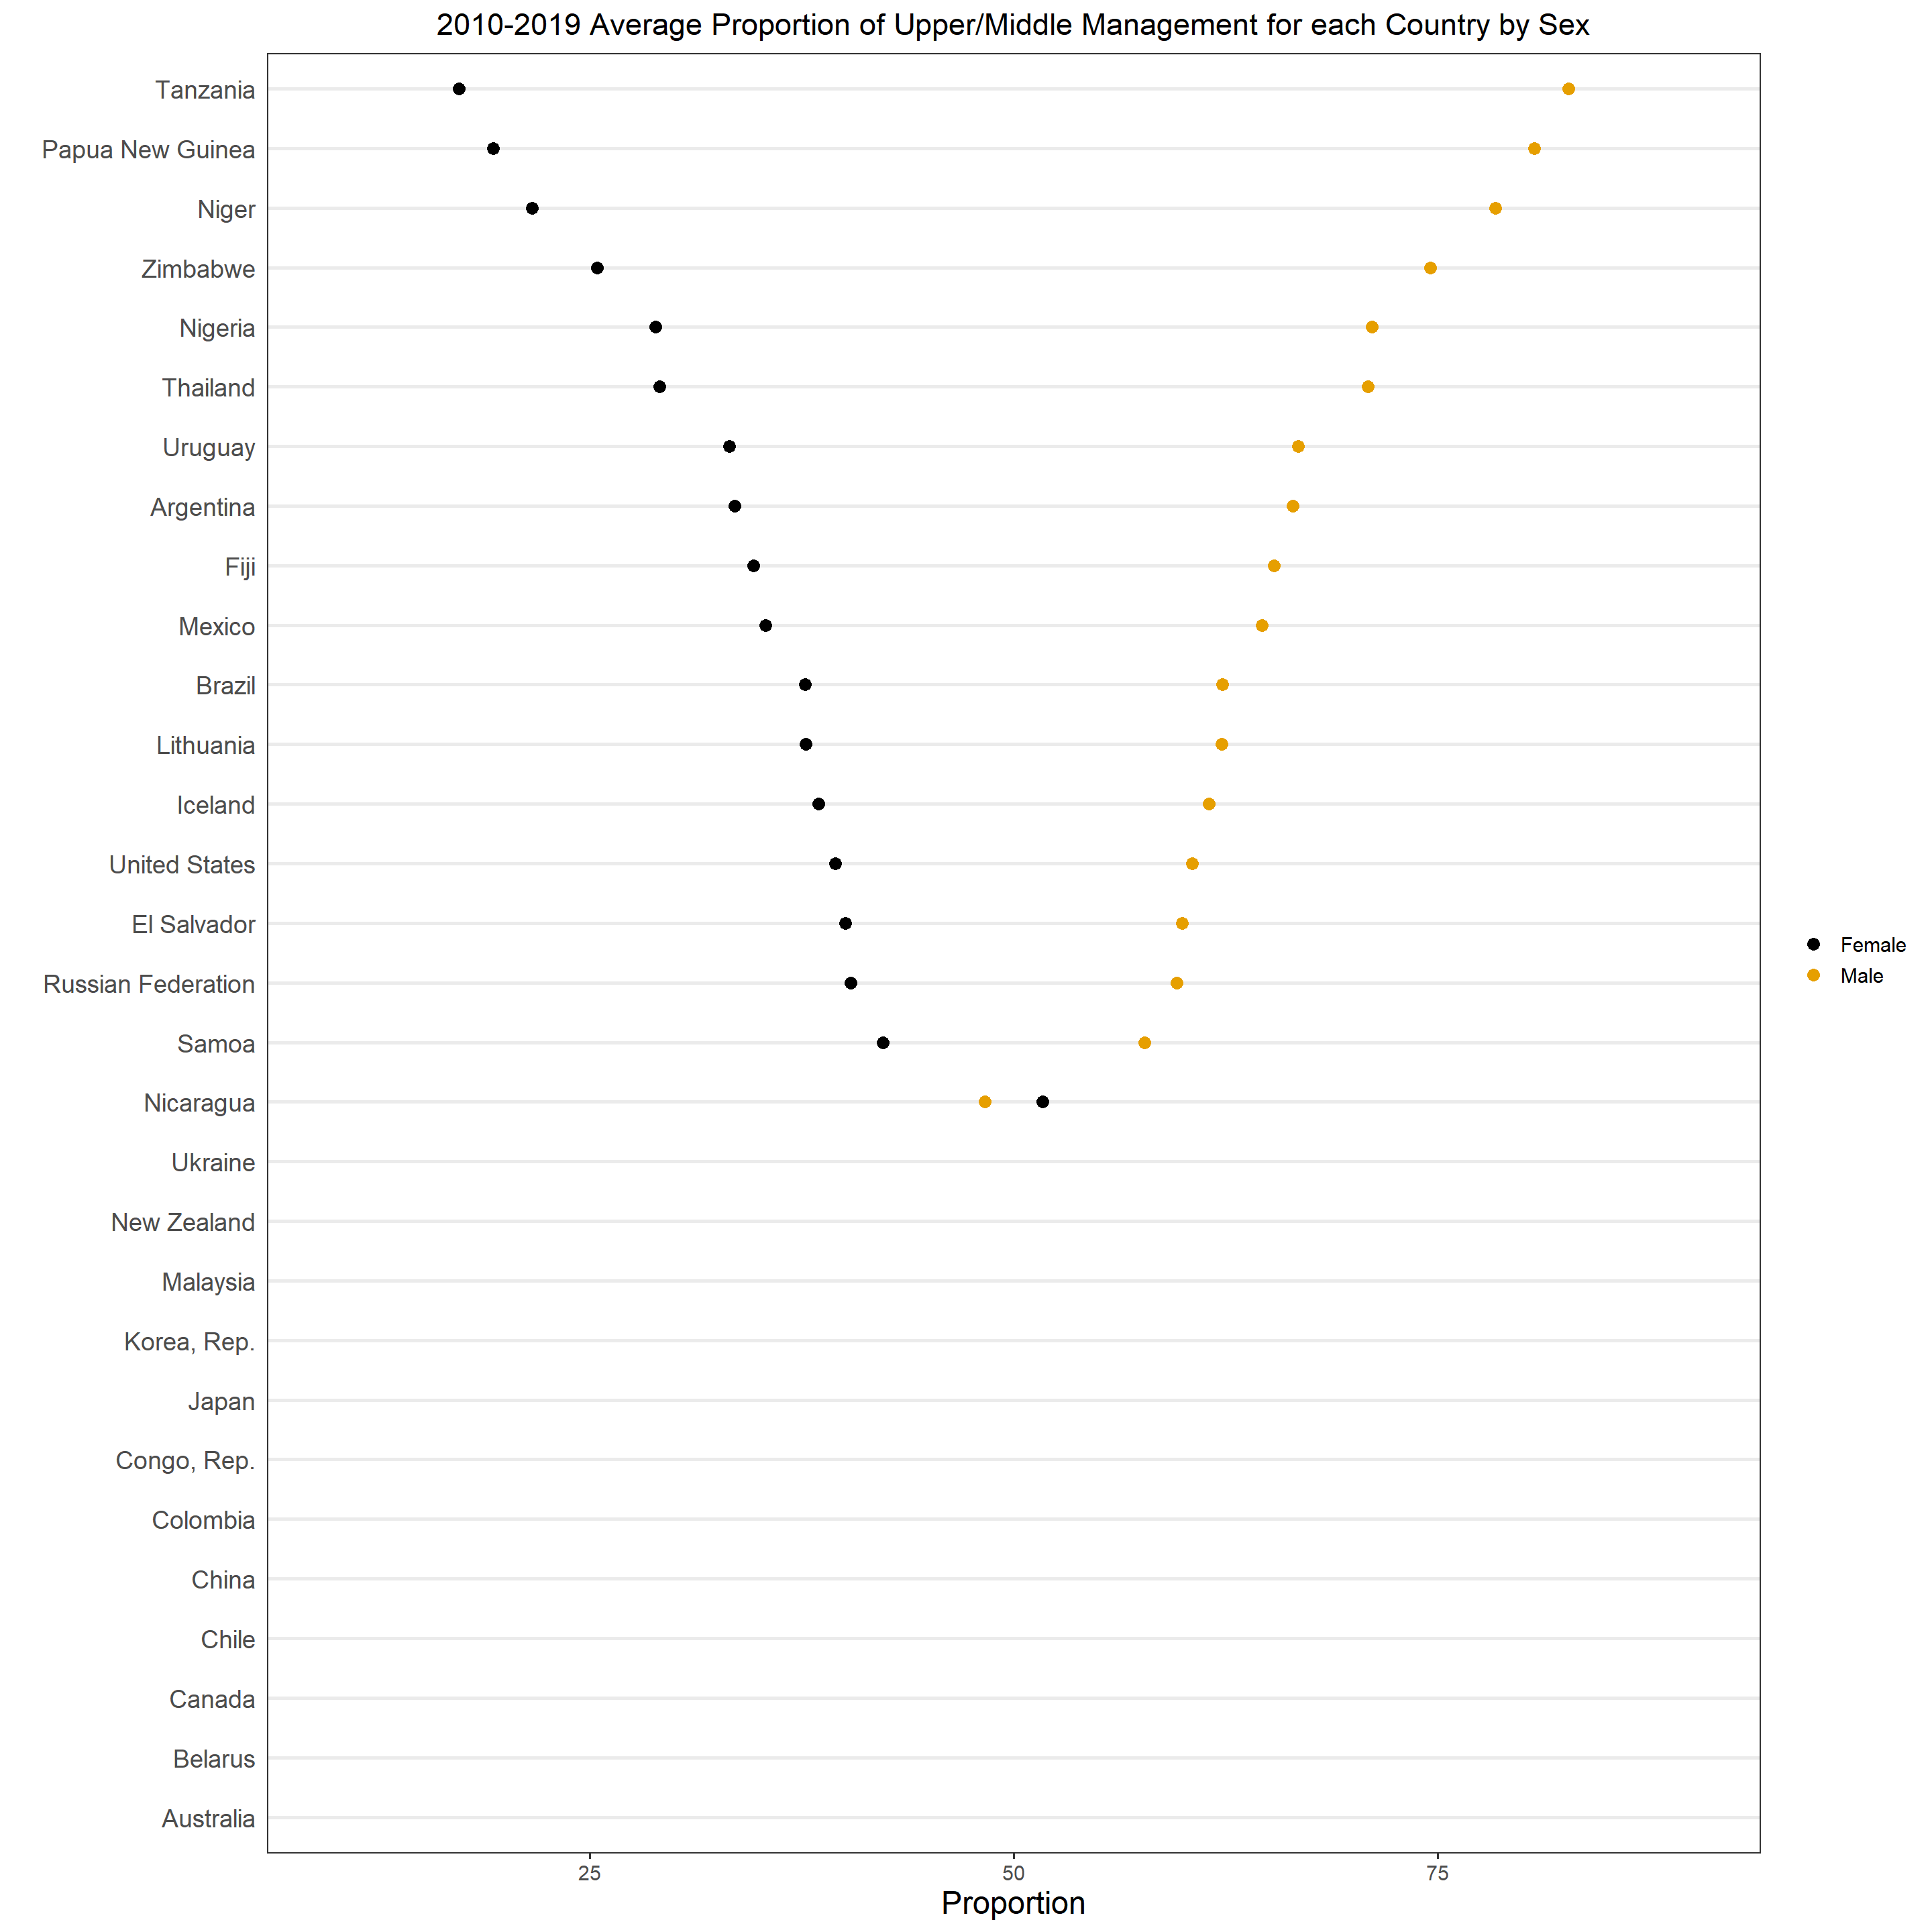 2010-2019 Average Proportion of Upper/Middle Management for each Country by Sex
Tanzania
Papua New Guinea
Niger
Zimbabwe
Nigeria
Thailand
Uruguay
Argentina
Fiji
Mexico
Brazil
Lithuania
Iceland
United States
El Salvador
Russian Federation
Samoa
Nicaragua
Ukraine
New Zealand
Malaysia
Korea, Rep.
Japan
Congo, Rep.
Colombia
China
Chile
Canada
Belarus
Australia
25 50 75
Proportion
Female
Male